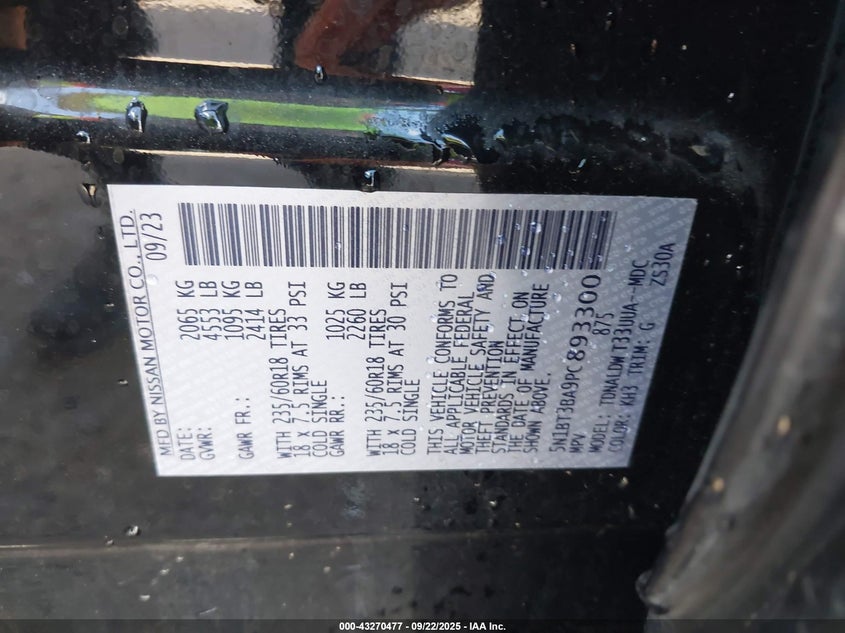 MFD BY NISSAN MOTOR CO., LTD.
DATE: 09/23
GVWR: 2065 KG
4553 LB
GAWR FR.: 1095 KG
2414 LB
WITH 235/60R18 TIRES
18 x 7.5 RIMS AT 33 PSI
COLD SINGLE
GAWR RR.: 1025 KG
2260 LB
WITH 235/60R18 TIRES
18 x 7.5 RIMS AT 30 PSI
COLD SINGLE
THIS VEHICLE CONFORMS TO
ALL APPLICABLE FEDERAL
MOTOR VEHICLE SAFETY AND
THEFT PREVENTION
STANDARDS IN EFFECT ON
THE DATE OF MANUFACTURE
SHOWN ABOVE.
5N1BT3BA9PC893300
MPV 875
MODEL: TDNALDW T33UUA--MDC
COLOR: KH3 TRIM: G ZS30A
000-43270477 - 09/22/2025 - IAA Inc.